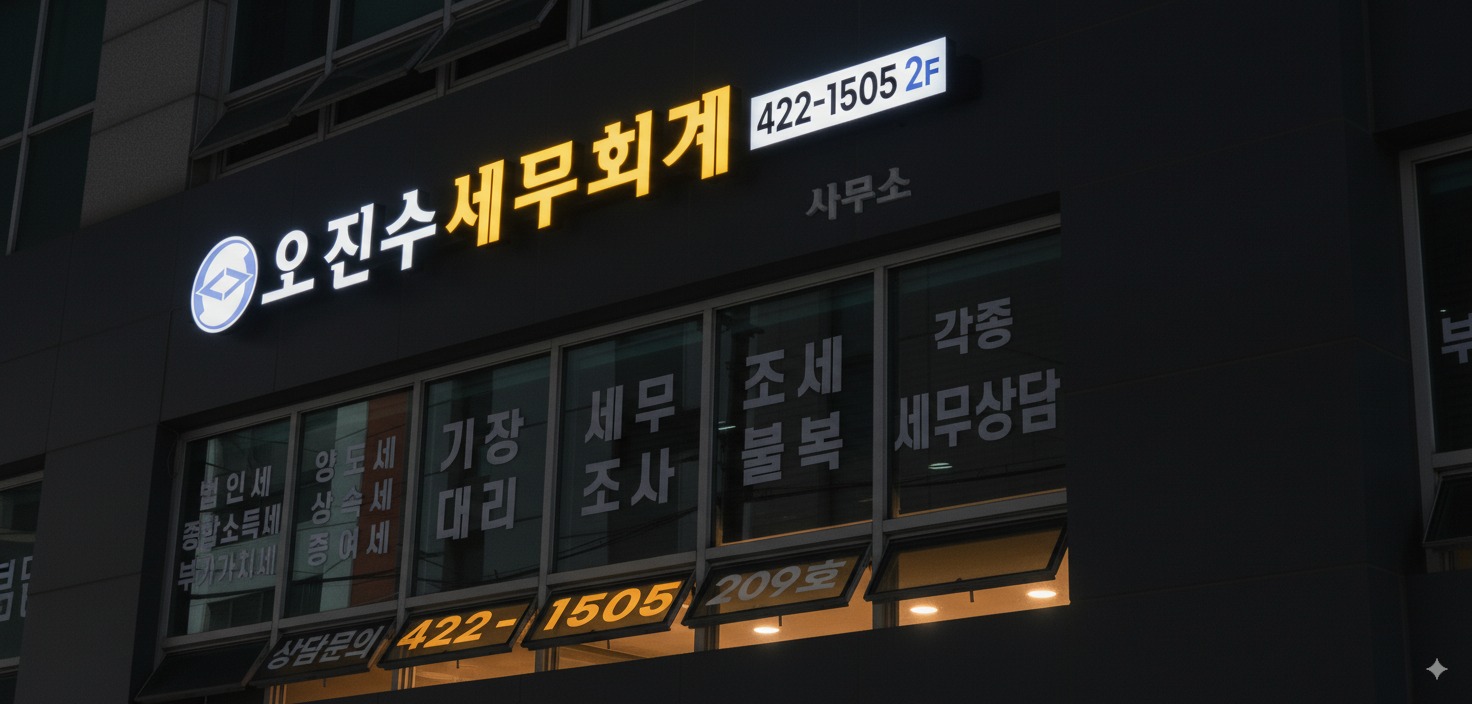 오진수세무회계
422-1505 2F
사무소
법인세
종합소득세
부가가치세
양도세
상속세
증여세
기장
대리
세무
조사
조세
불복
각종
세무상담
상담문의
422-1505
209호